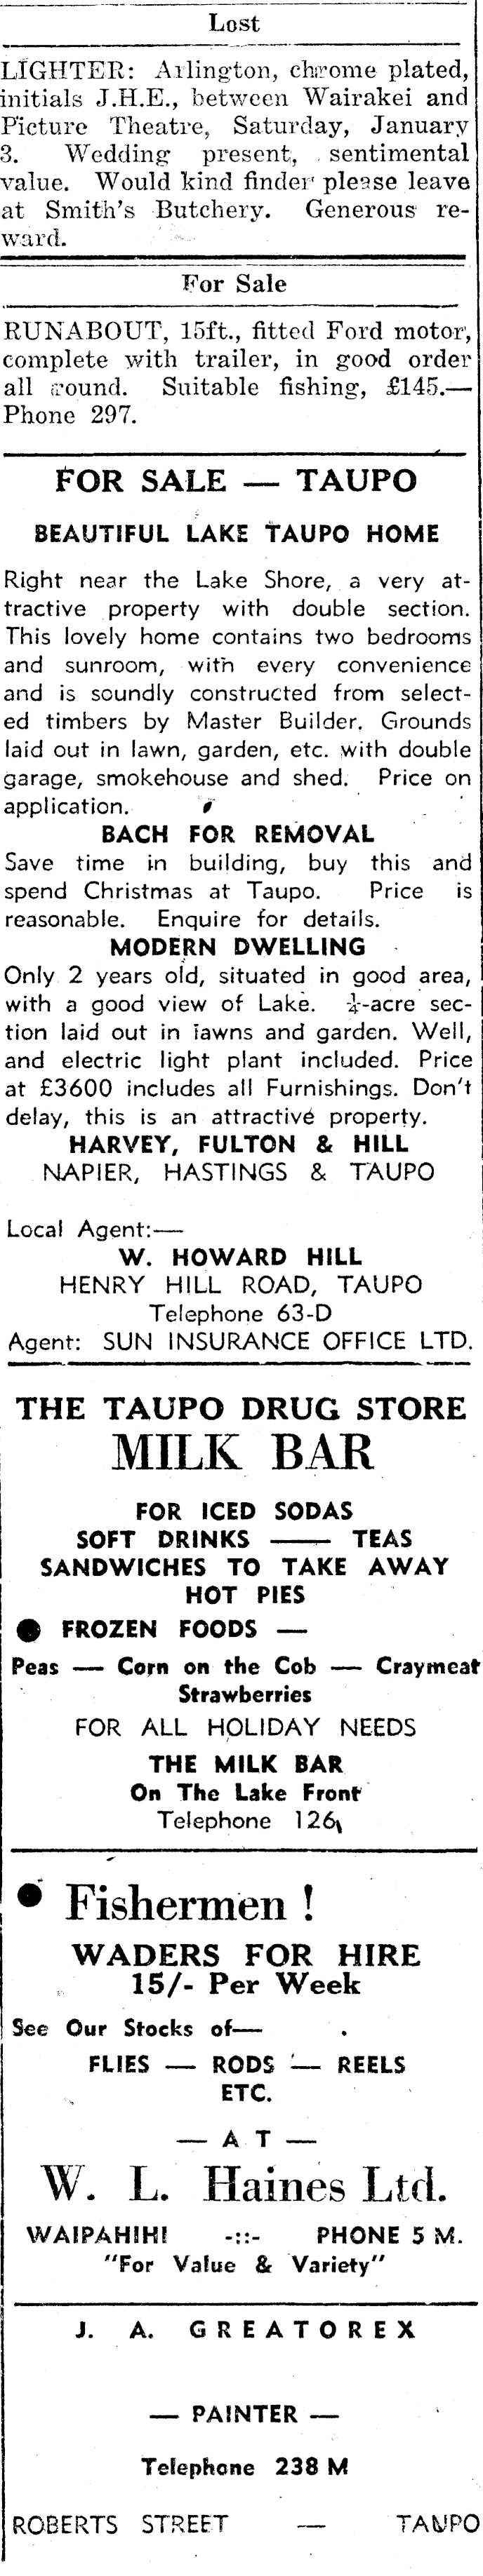 Lost
LIGHTER: Arlington, chrome plated,
initials J.H.E., between Wairakei and
Picture Theatre, Saturday, January
3. Wedding present, sentimental
value. Would kind finder please leave
at Smith's Butchery. Generous re-
ward.
For Sale
RUNABOUT, 15ft., fitted Ford motor,
complete with trailer, in good order
all round. Suitable fishing, £145.—
Phone 297.
FOR SALE — TAUPO
BEAUTIFUL LAKE TAUPO HOME
Right near the Lake Shore, a very at-
tractive property with double section.
This lovely home contains two bedrooms
and sunroom, with every convenience
and is soundly constructed from select-
ed timbers by Master Builder. Grounds
laid out in lawn, garden, etc. with double
garage, smokehouse and shed. Price on
application.
BACH FOR REMOVAL
Save time in building, buy this and
spend Christmas at Taupo. Price is
reasonable. Enquire for details.
MODERN DWELLING
Only 2 years old, situated in good area,
with a good view of Lake. ¼-acre sec-
tion laid out in lawns and garden. Well,
and electric light plant included. Price
at £3600 includes all Furnishings. Don't
delay, this is an attractive property.
HARVEY, FULTON & HILL
NAPIER, HASTINGS & TAUPO
Local Agent:—
W. HOWARD HILL
HENRY HILL ROAD, TAUPO
Telephone 63-D
Agent: SUN INSURANCE OFFICE LTD.
THE TAUPO DRUG STORE
MILK BAR
FOR ICED SODAS
SOFT DRINKS —— TEAS
SANDWICHES TO TAKE AWAY
HOT PIES
● FROZEN FOODS —
Peas — Corn on the Cob — Craymeat
Strawberries
FOR ALL HOLIDAY NEEDS
THE MILK BAR
On The Lake Front
Telephone 126
● Fishermen !
WADERS FOR HIRE
15/- Per Week
See Our Stocks of—
FLIES — RODS — REELS
ETC.
— A T —
W. L. Haines Ltd.
WAIPAHIHI -::- PHONE 5 M.
"For Value & Variety"
J. A. GREATOREX
— PAINTER —
Telephone 238 M
ROBERTS STREET — TAUPO